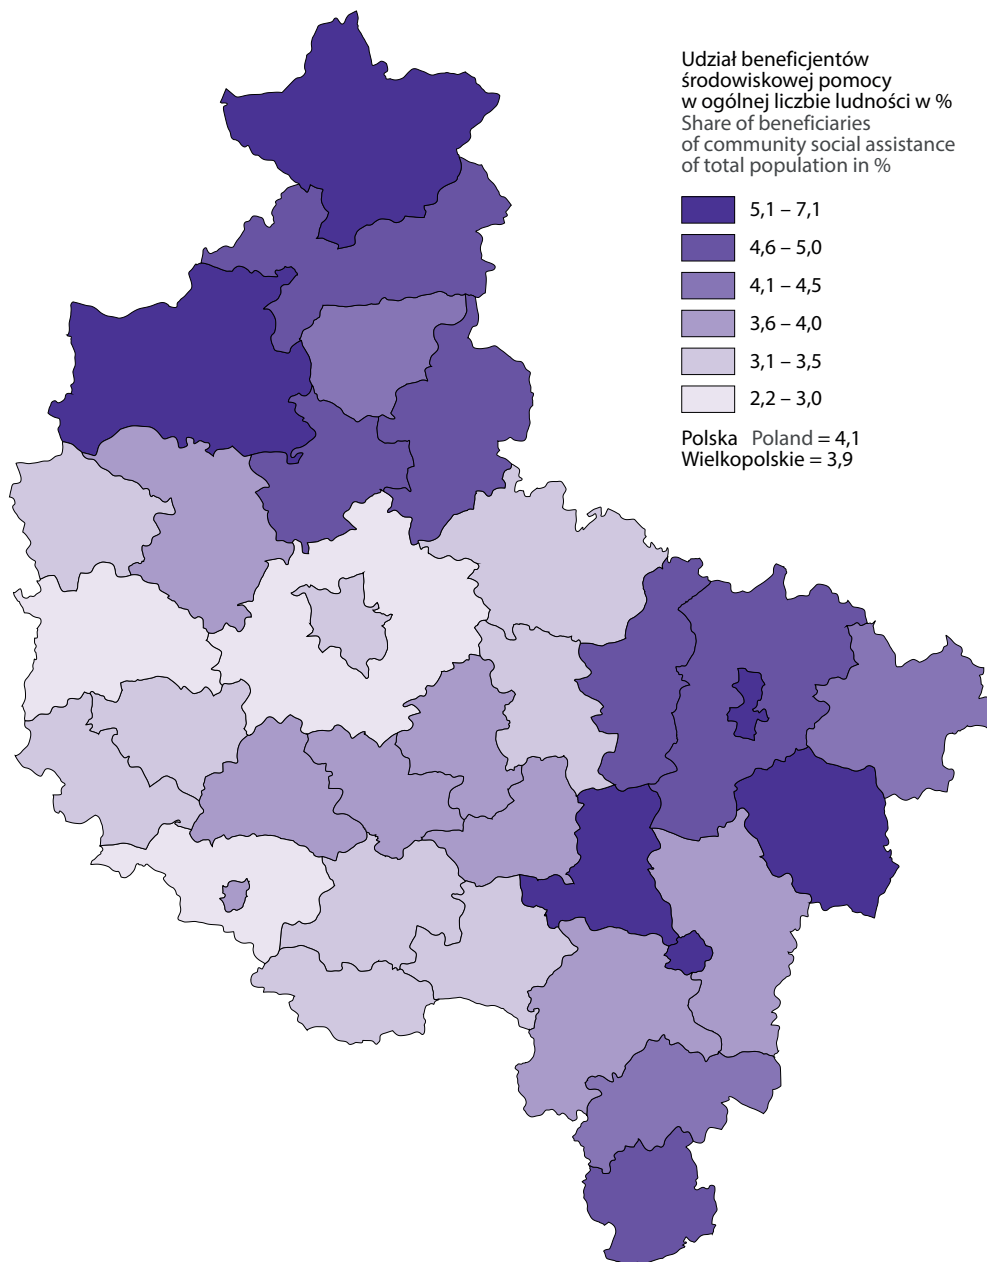 Udział beneficjentów
środowiskowej pomocy
w ogólnej liczbie ludności w %
Share of beneficiaries
of community social assistance
of total population in %
5,1 – 7,1
4,6 – 5,0
4,1 – 4,5
3,6 – 4,0
3,1 – 3,5
2,2 – 3,0
Polska Poland = 4,1
Wielkopolskie = 3,9